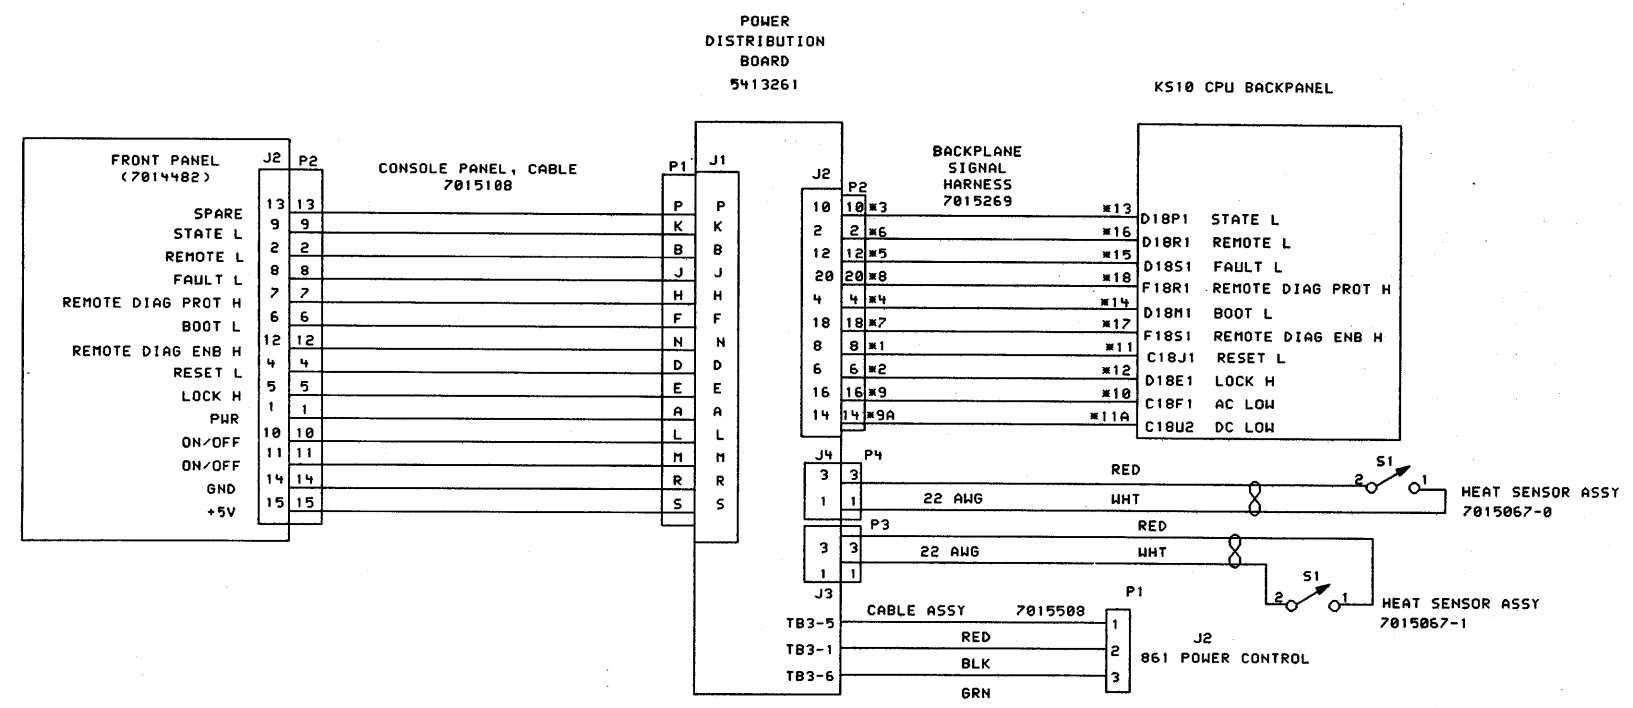 POWER
DISTRIBUTION
BOARD
5413261
KS10 CPU BACKPANEL
FRONT PANEL
(7014482)
J2 P2
CONSOLE PANEL, CABLE
7015108
P1 J1
J2 P2
BACKPLANE
SIGNAL
HARNESS
7015269
SPARE 13 13 P P
STATE L 9 9 K K
REMOTE L 2 2 B B
FAULT L 8 8 J J
REMOTE DIAG PROT H 7 7 H H
BOOT L 6 6 F F
REMOTE DIAG ENB H 12 12 N N
RESET L 4 4 D D
LOCK H 5 5 E E
PWR 1 1 A A
ON/OFF 10 10 L L
ON/OFF 11 11 M M
GND 14 14 R R
+5V 15 15 S S
10 10 *3 *13 D18P1 STATE L
2 2 *6 *16 D18R1 REMOTE L
12 12 *5 *15 D18S1 FAULT L
20 20 *8 *18 F18R1 REMOTE DIAG PROT H
4 4 *4 *14 D18M1 BOOT L
18 18 *7 *17 F18S1 REMOTE DIAG ENB H
8 8 *1 *11 C18J1 RESET L
6 6 *2 *12 D18E1 LOCK H
16 16 *9 *10 C18F1 AC LOW
14 14 *9A *11A C18U2 DC LOW
J4 P4
3 3 RED 2 S1 1
1 1 22 AWG WHT
HEAT SENSOR ASSY
7015067-0
P3
RED
3 3 22 AWG WHT
1 1
J3
2 S1 1
HEAT SENSOR ASSY
7015067-1
CABLE ASSY 7015508 P1
TB3-5 1
RED
TB3-1 2
BLK
TB3-6 3
GRN
J2
861 POWER CONTROL